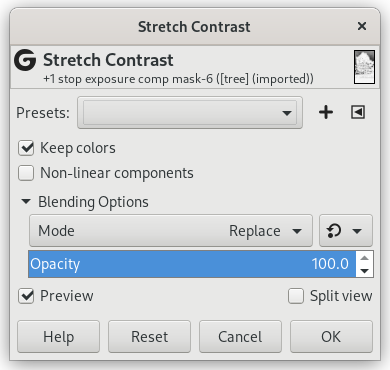 Stretch Contrast
Stretch Contrast
+1 stop exposure comp mask-6 ([tree] (imported))
Presets:
Keep colors
Non-linear components
Blending Options
Mode Replace
Opacity 100.0
Preview Split view
Help Reset Cancel OK